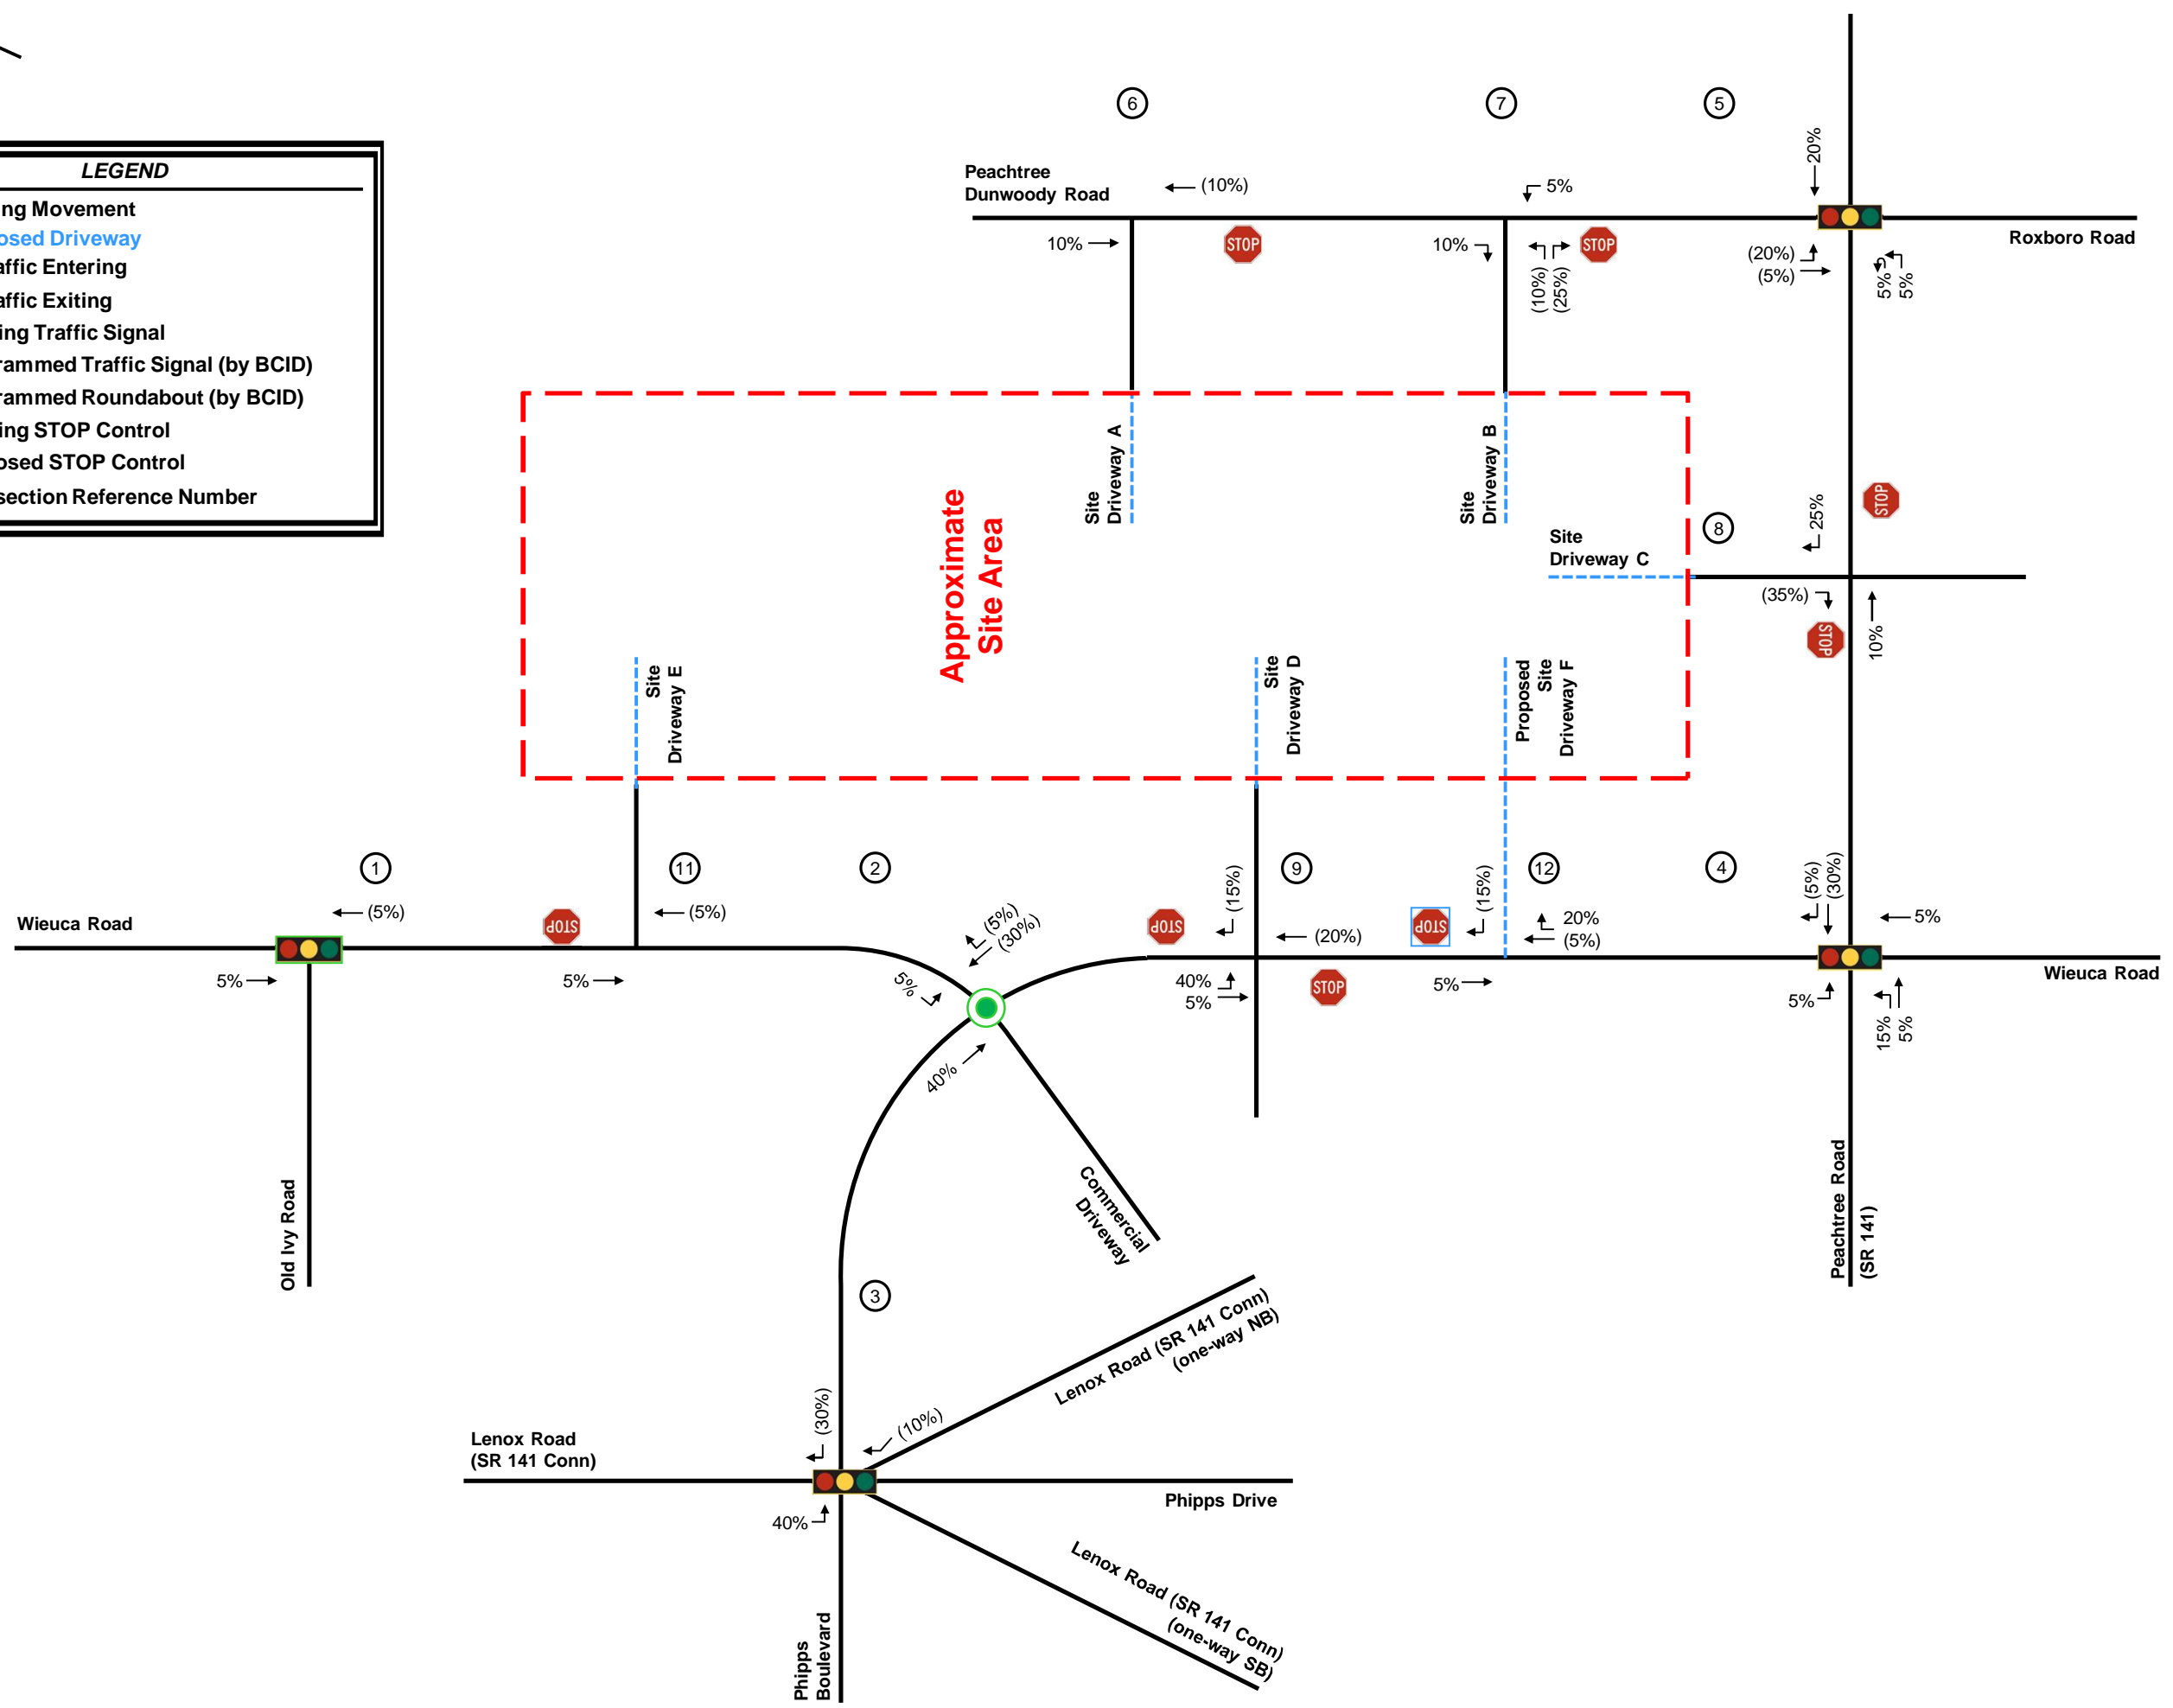 LEGEND
ing Movement
osed Driveway
affic Entering
affic Exiting
ing Traffic Signal
rammed Traffic Signal (by BCID)
rammed Roundabout (by BCID)
ing STOP Control
osed STOP Control
section Reference Number
6
7
5
20%
Peachtree
Dunwoody Road
(10%)
5%
10%
STOP
10%
(10%)
(25%)
STOP
(20%)
(5%)
5%
5%
Roxboro Road
Site
Driveway A
Site
Driveway B
Approximate
Site Area
Site
Driveway C
8
25%
STOP
(35%)
STOP
10%
Site
Driveway E
Site
Driveway D
Proposed
Site
Driveway F
1
11
2
9
12
4
Wieuca Road
(5%)
STOP
(5%)
(5%)
(30%)
STOP
(15%)
(20%)
STOP
(15%)
20%
(5%)
(5%)
(30%)
5%
5%
5%
5%
40%
5%
STOP
5%
5%
15%
5%
Wieuca Road
40%
Old Ivy Road
Commercial
Driveway
Peachtree Road
(SR 141)
3
Lenox Road (SR 141 Conn)
(one-way NB)
(30%)
(10%)
Lenox Road
(SR 141 Conn)
Phipps Drive
40%
Lenox Road (SR 141 Conn)
(one-way SB)
Phipps
Boulevard